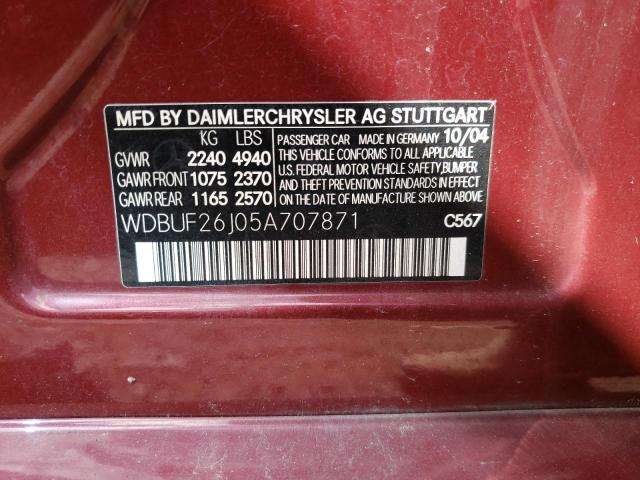 MFD BY DAIMLERCHRYSLER AG STUTTGART
KG LBS
GVWR 2240 4940
GAWR FRONT 1075 2370
GAWR REAR 1165 2570
PASSENGER CAR MADE IN GERMANY 10/04
THIS VEHICLE CONFORMS TO ALL APPLICABLE
U.S. FEDERAL MOTOR VEHICLE SAFETY, BUMPER
AND THEFT PREVENTION STANDARDS IN EFFECT
ON THE DATE OF MANUFACTURE SHOWN ABOVE.
WDBUF26J05A707871 C567